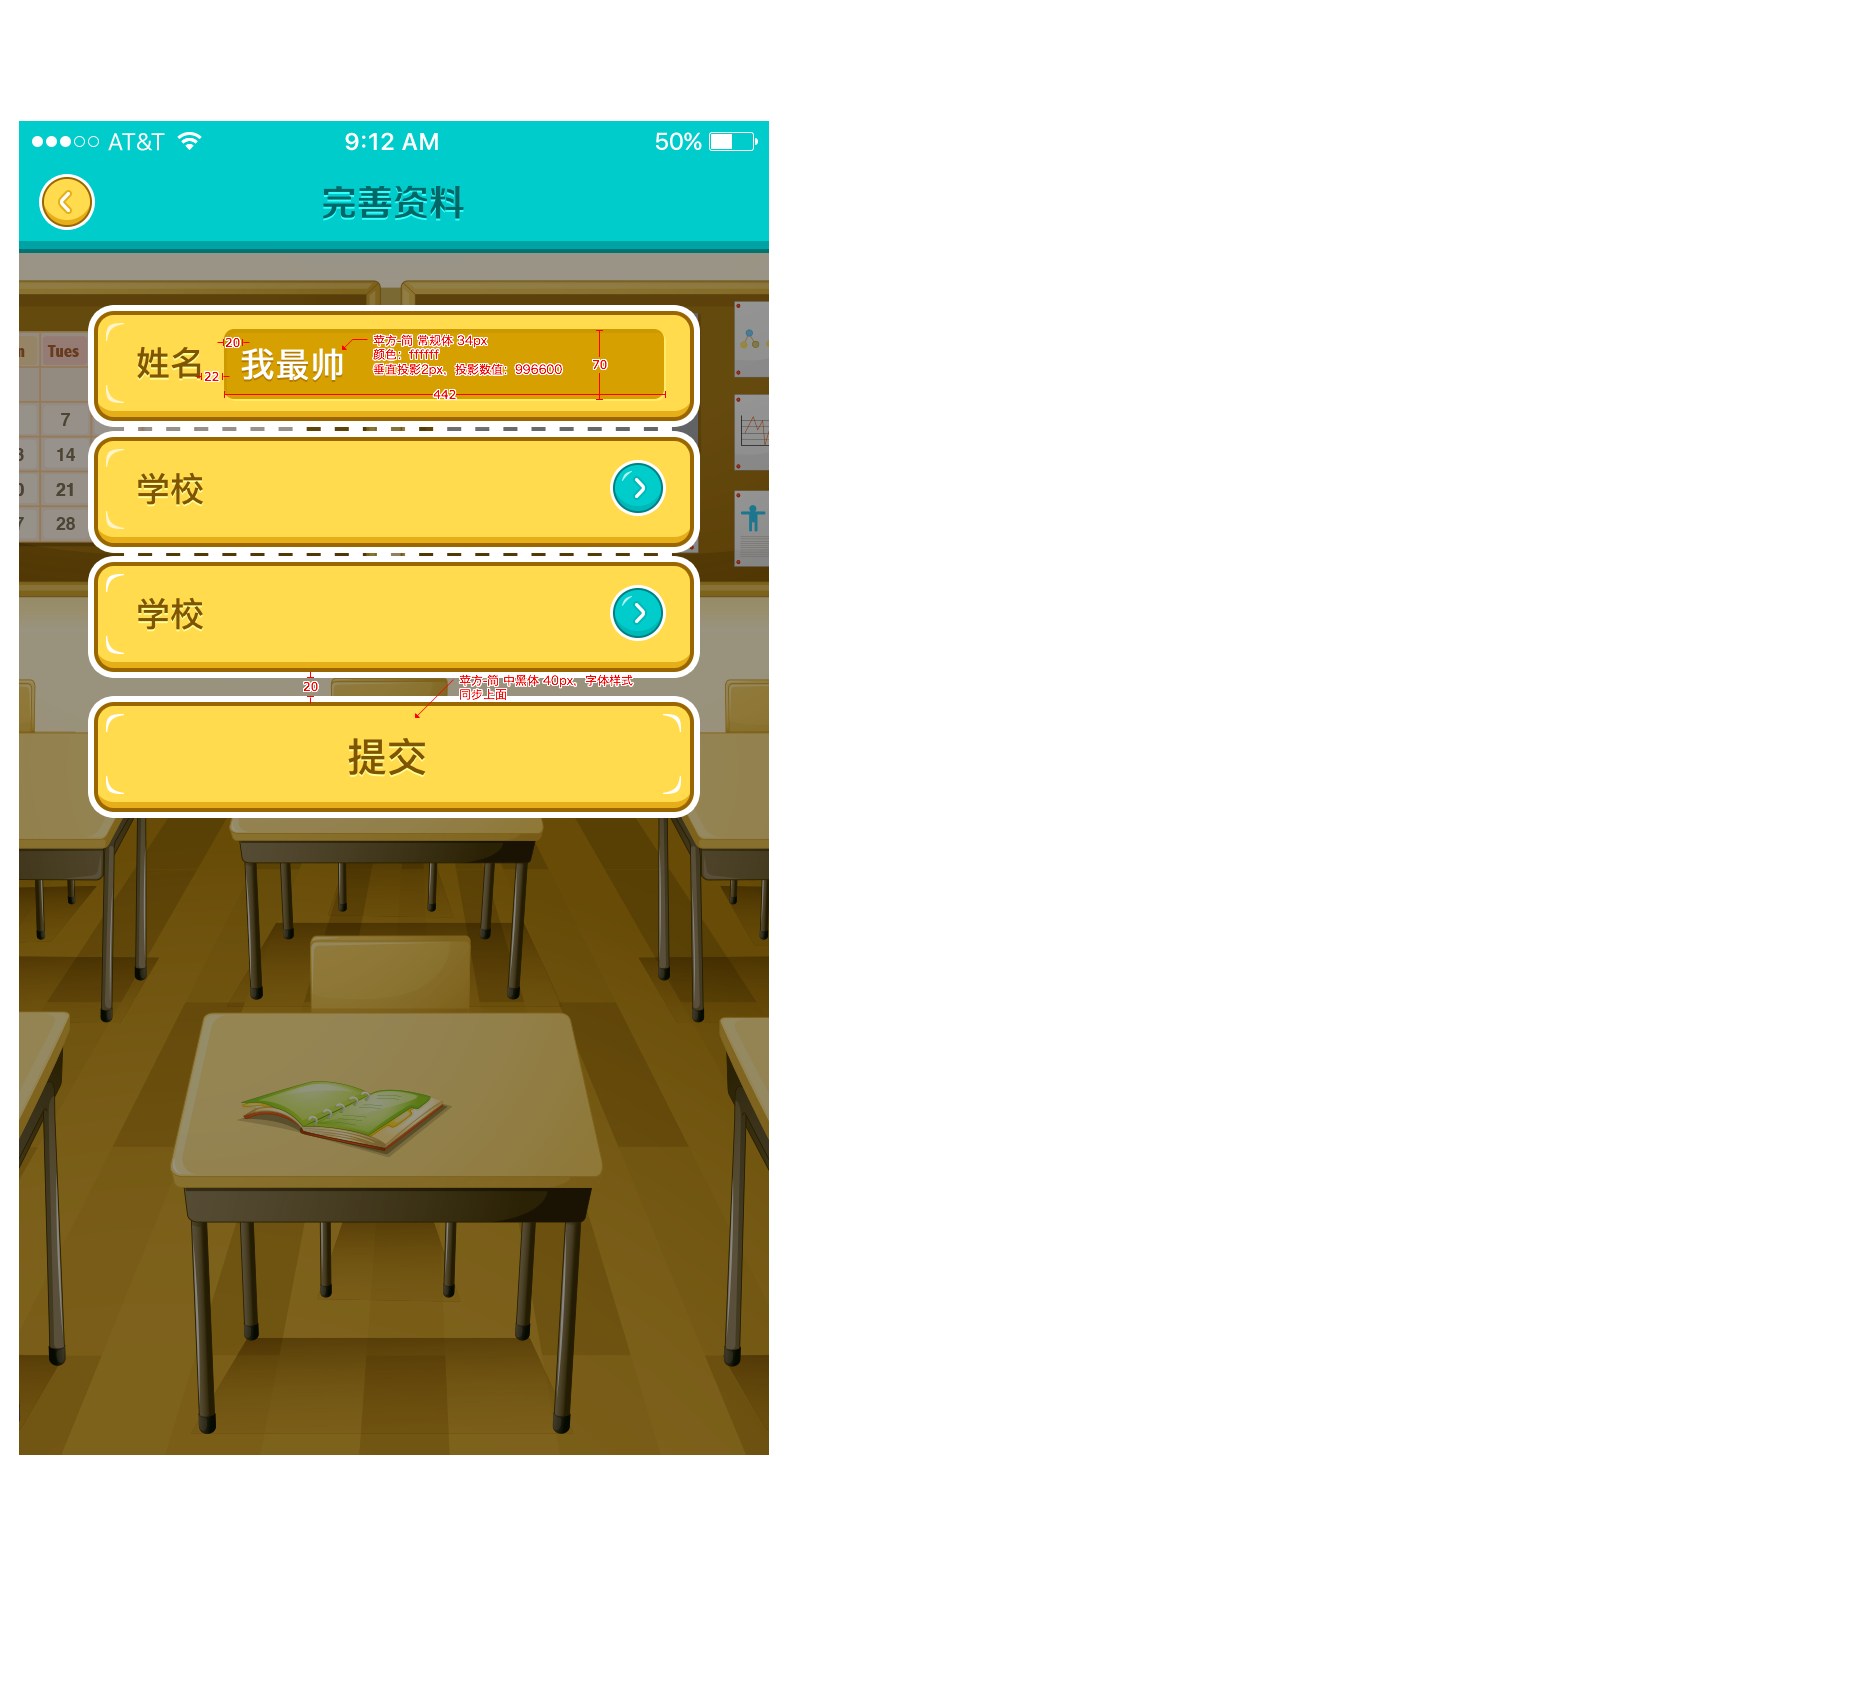 AT&T 9:12 AM 50%
完善资料
Tues
7
14
21
28
姓名 20 我最帅
苹方-简 常规体 34px
颜色：ffffff
垂直投影2px，投影数值：996600
70
22
442
学校
学校
20
苹方-简 中黑体 40px，字体样式
同步上面
提交